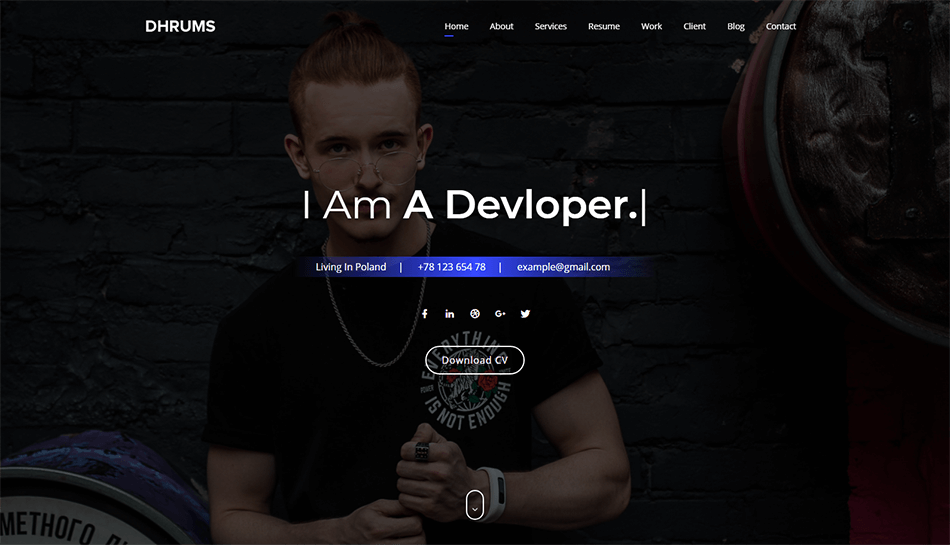 DHRUMS
Home About Services Resume Work Client Blog Contact
I Am A Devloper.|
Living In Poland | +78 123 654 78 | example@gmail.com
Download CV
EVERYTHING
IS NOT ENOUGH
МЕТНОГО